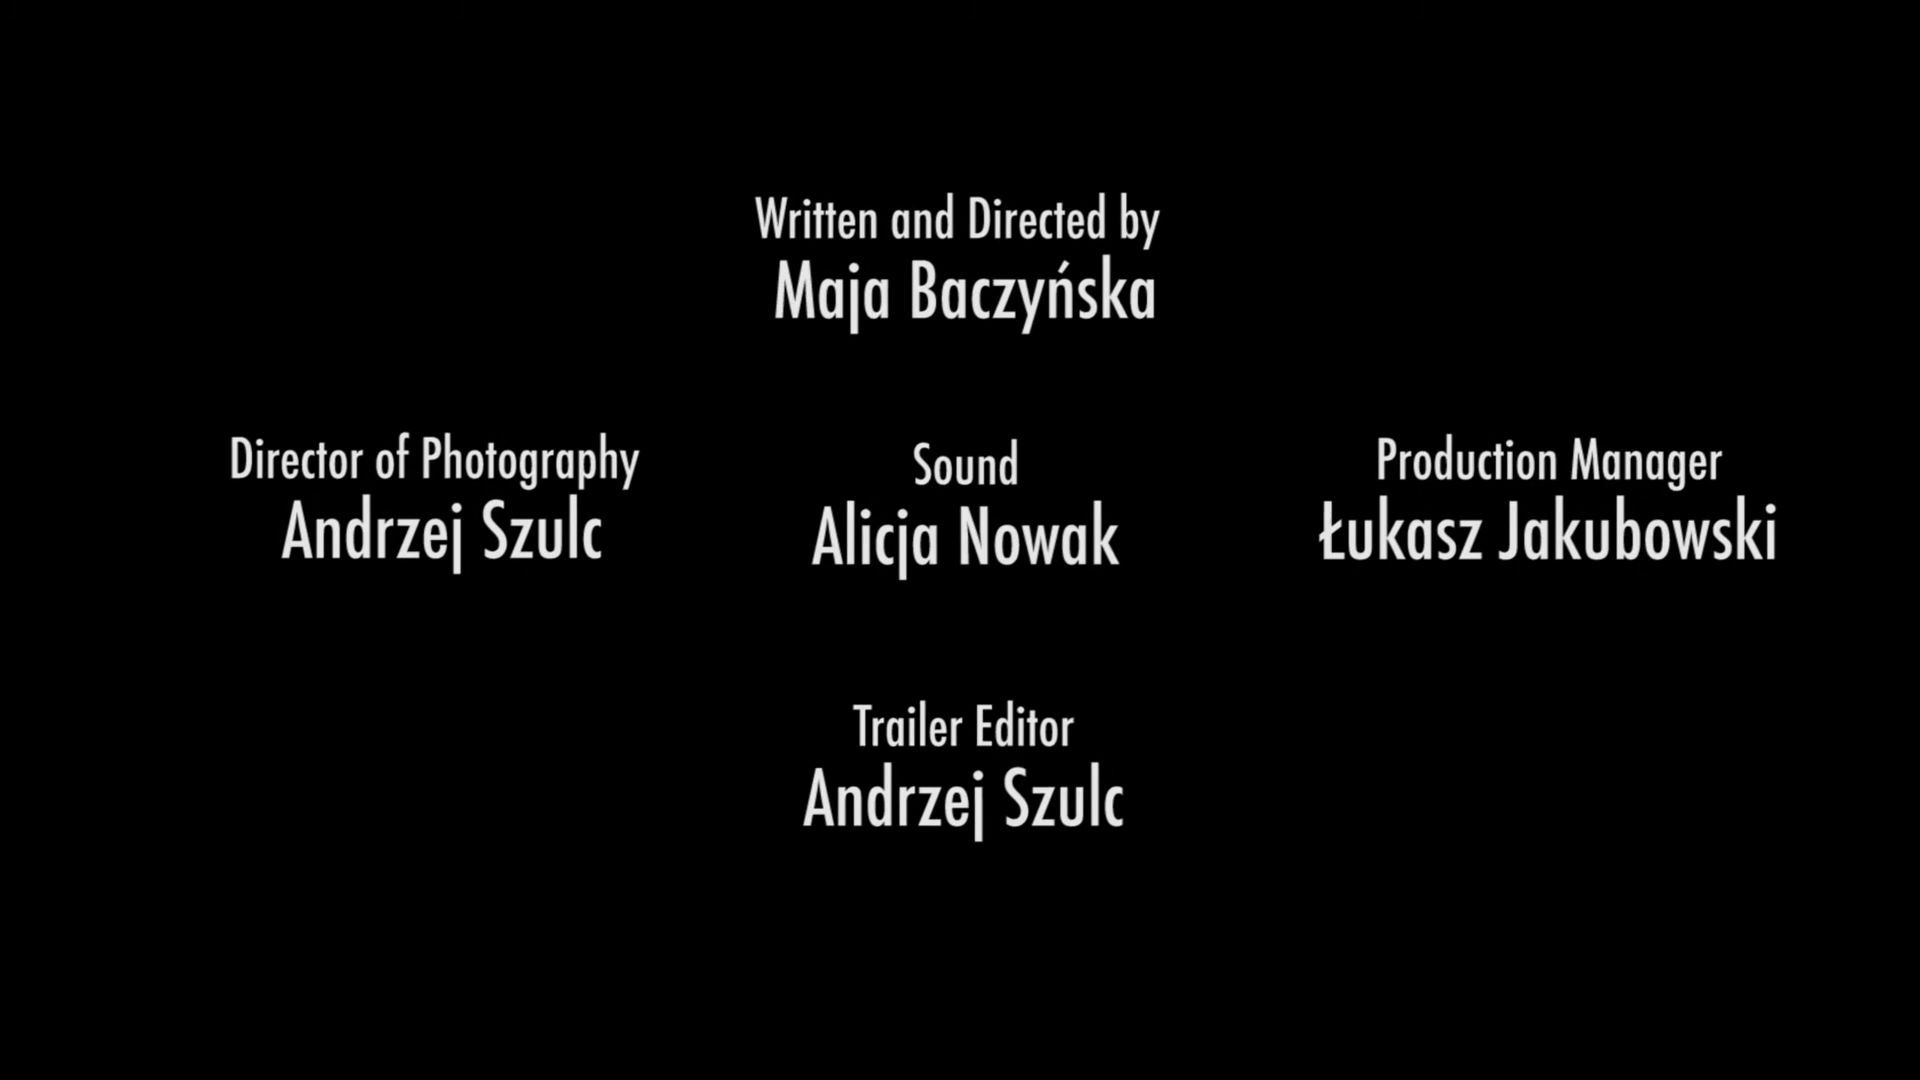 Written and Directed by
Maja Baczyńska
Director of Photography
Andrzej Szulc
Sound
Alicja Nowak
Production Manager
Łukasz Jakubowski
Trailer Editor
Andrzej Szulc